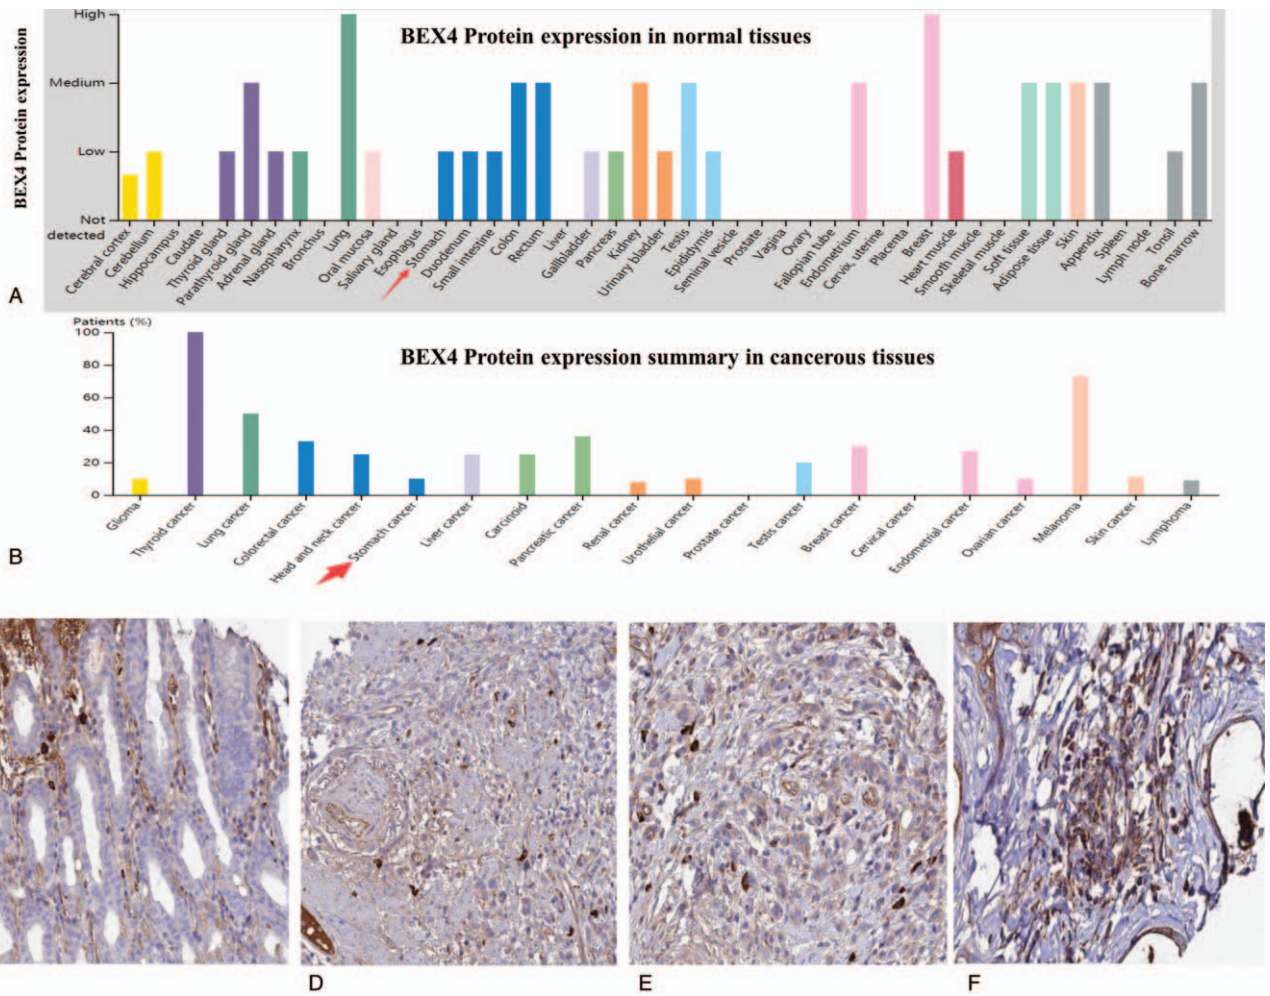 BEX4 Protein expression in normal tissues
BEX4 Protein expression
High
Medium
Low
Not
detected
Cerebral cortex
Cerebellum
Hippocampus
Caudate
Thyroid gland
Parathyroid gland
Adrenal gland
Nasopharynx
Bronchus
Lung
Oral mucosa
Salivary gland
Esophagus
Stomach
Duodenum
Small intestine
Colon
Rectum
Liver
Gallbladder
Pancreas
Kidney
Urinary bladder
Testis
Epididymis
Seminal vesicle
Prostate
Vagina
Ovary
Fallopian tube
Endometrium
Cervix, uterine
Placenta
Breast
Heart muscle
Smooth muscle
Skeletal muscle
Soft tissue
Adipose tissue
Skin
Appendix
Spleen
Lymph node
Tonsil
Bone marrow
A
Patients (%)
BEX4 Protein expression summary in cancerous tissues
100
80
60
40
20
0
Glioma
Thyroid cancer
Lung cancer
Colorectal cancer
Head and neck cancer
Stomach cancer
Liver cancer
Carcinoid
Pancreatic cancer
Renal cancer
Urothelial cancer
Prostate cancer
Testis cancer
Breast cancer
Cervical cancer
Endometrial cancer
Ovarian cancer
Melanoma
Skin cancer
Lymphoma
B
D
E
F